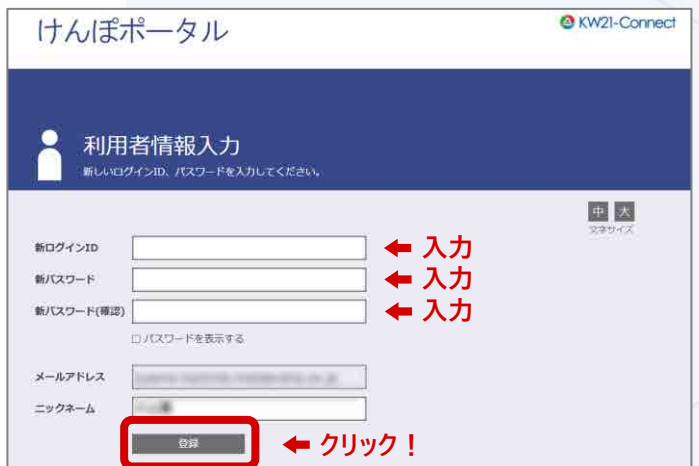 けんぽポータル
KW21-Connect
利用者情報入力
新しいログインID、パスワードを入力してください。
中 大
文字サイズ
新ログインID
入力
新パスワード
入力
新パスワード(確認)
入力
パスワードを表示する
メールアドレス
ニックネーム
登録
クリック！